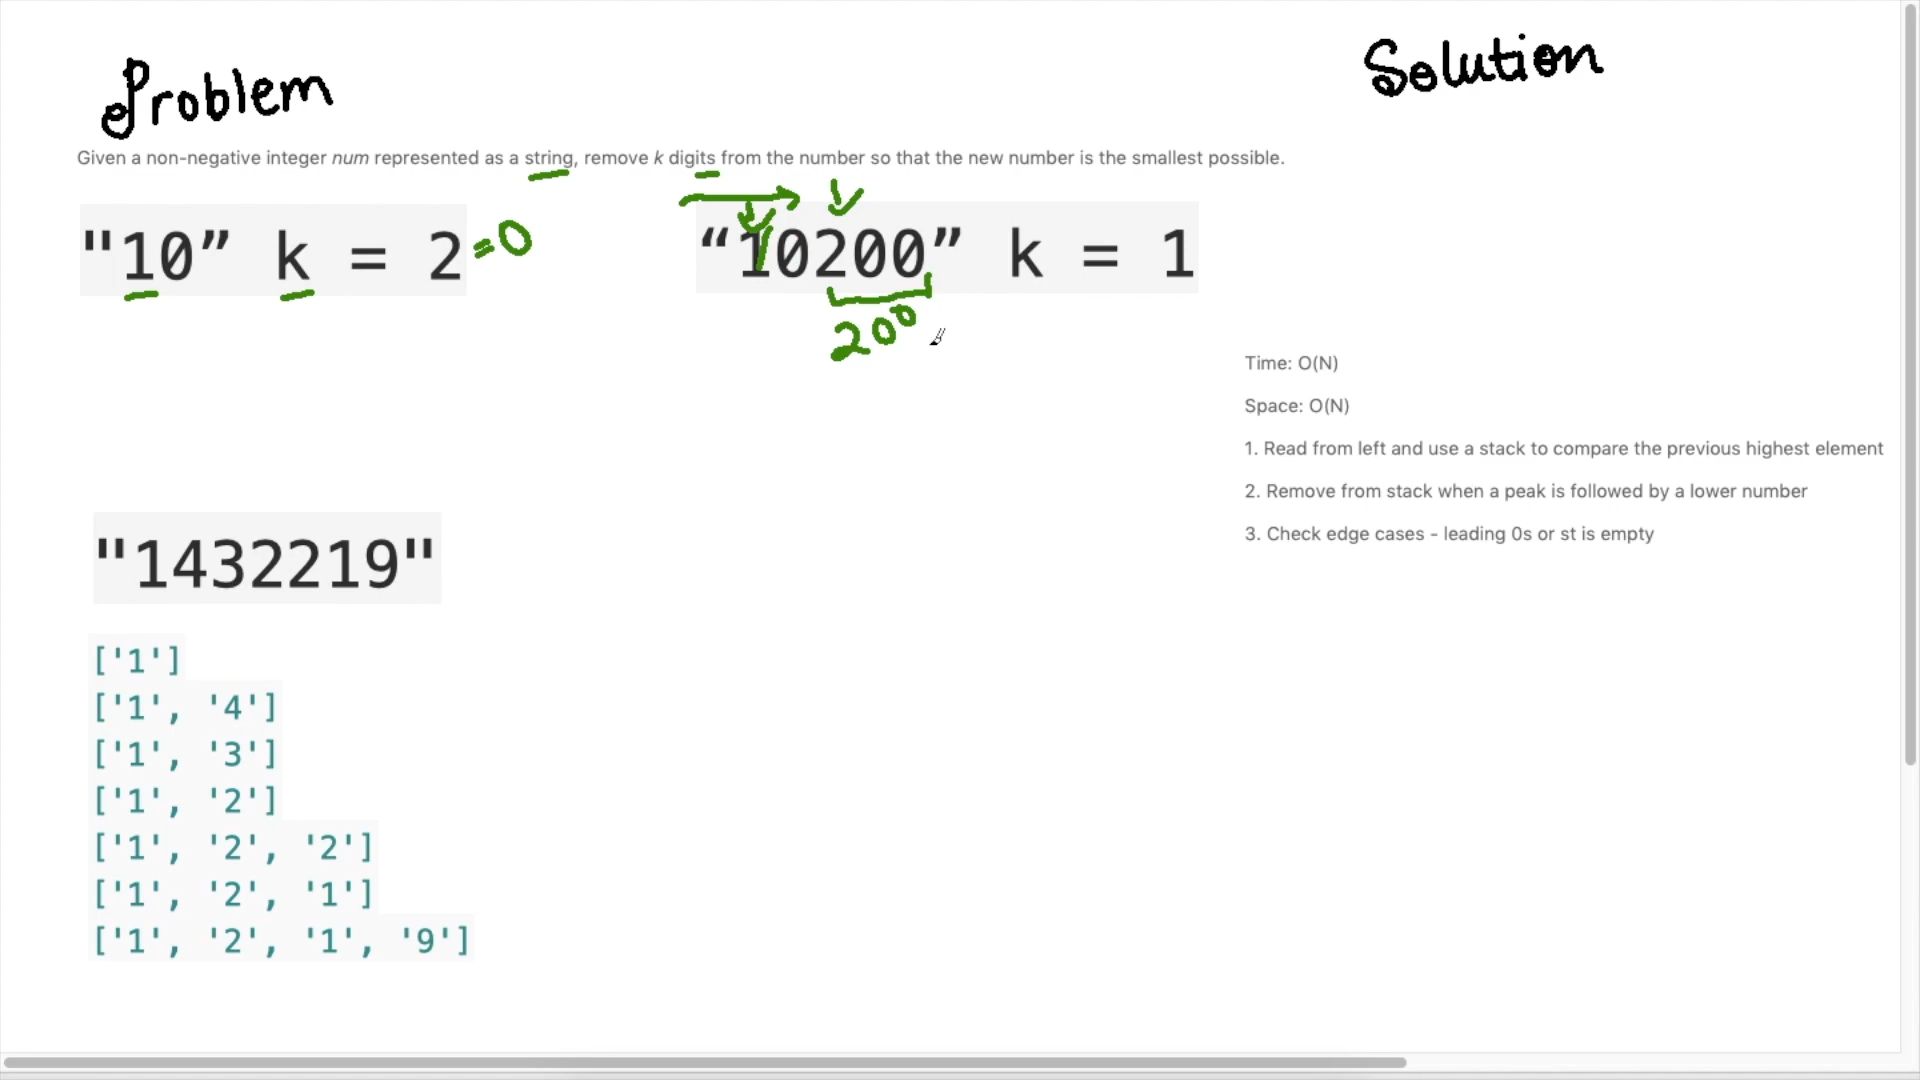 Problem
Solution
Given a non-negative integer num represented as a string, remove k digits from the number so that the new number is the smallest possible.
"10” k = 2 = 0
“10200” k = 1
200
Time: O(N)
Space: O(N)
1. Read from left and use a stack to compare the previous highest element
2. Remove from stack when a peak is followed by a lower number
3. Check edge cases - leading 0s or st is empty
"1432219"
['1']
['1', '4']
['1', '3']
['1', '2']
['1', '2', '2']
['1', '2', '1']
['1', '2', '1', '9']